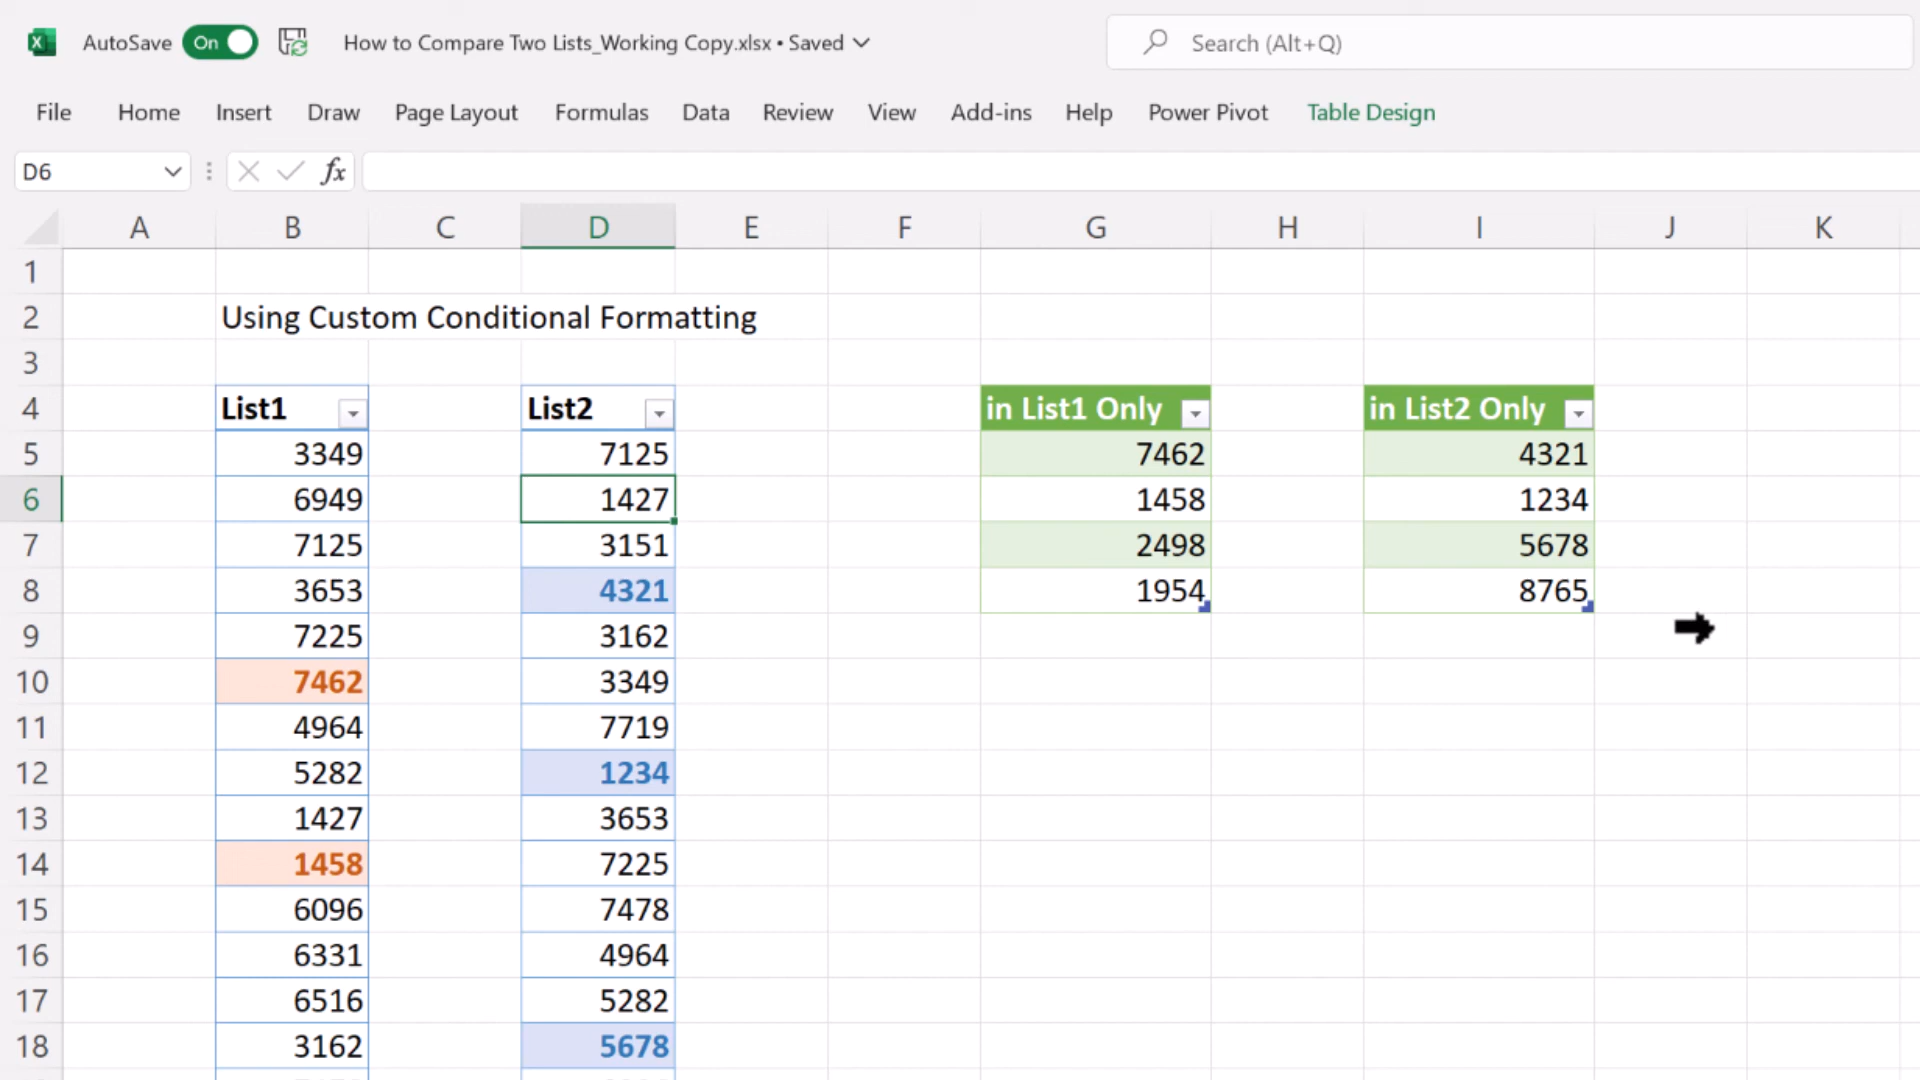 AutoSave On How to Compare Two Lists_Working Copy.xlsx • Saved Search (Alt+Q)
File Home Insert Draw Page Layout Formulas Data Review View Add-ins Help Power Pivot Table Design
D6 fx
A B C D E F G H I J K
1
2 Using Custom Conditional Formatting
3
4 List1 List2 in List1 Only in List2 Only
5 3349 7125 7462 4321
6 6949 1427 1458 1234
7 7125 3151 2498 5678
8 3653 4321 1954 8765
9 7225 3162
10 7462 3349
11 4964 7719
12 5282 1234
13 1427 3653
14 1458 7225
15 6096 7478
16 6331 4964
17 6516 5282
18 3162 5678